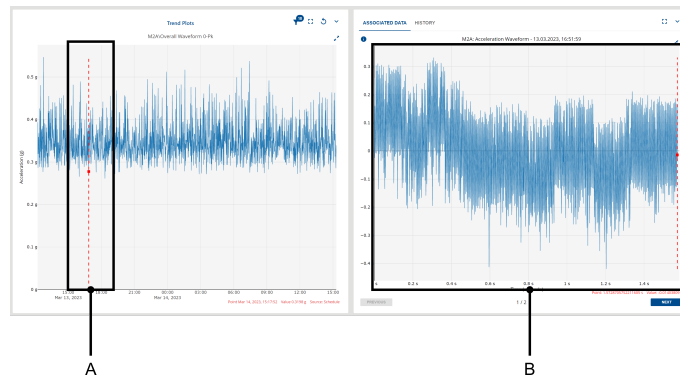 Trend Plots
M2A\Overall Waveform 0-Pk
Acceleration (g)
0.5 g
0.4 g
0.3 g
0.2 g
0.1 g
0 g
15:00 18:00 21:00 00:00 03:00 06:00 09:00 12:00 15:00
Mar 13, 2023 Mar 14, 2023
ASSOCIATED DATA HISTORY
M2A: Acceleration Waveform - 13.03.2023, 16:51:59
0.3
0.2
0.1
0
-0.1
-0.2
-0.3
-0.4
s 0.2 s 0.4 s 0.6 s 0.8 s 1 s 1.2 s 1.4 s
PREVIOUS 1 / 2 NEXT
A B